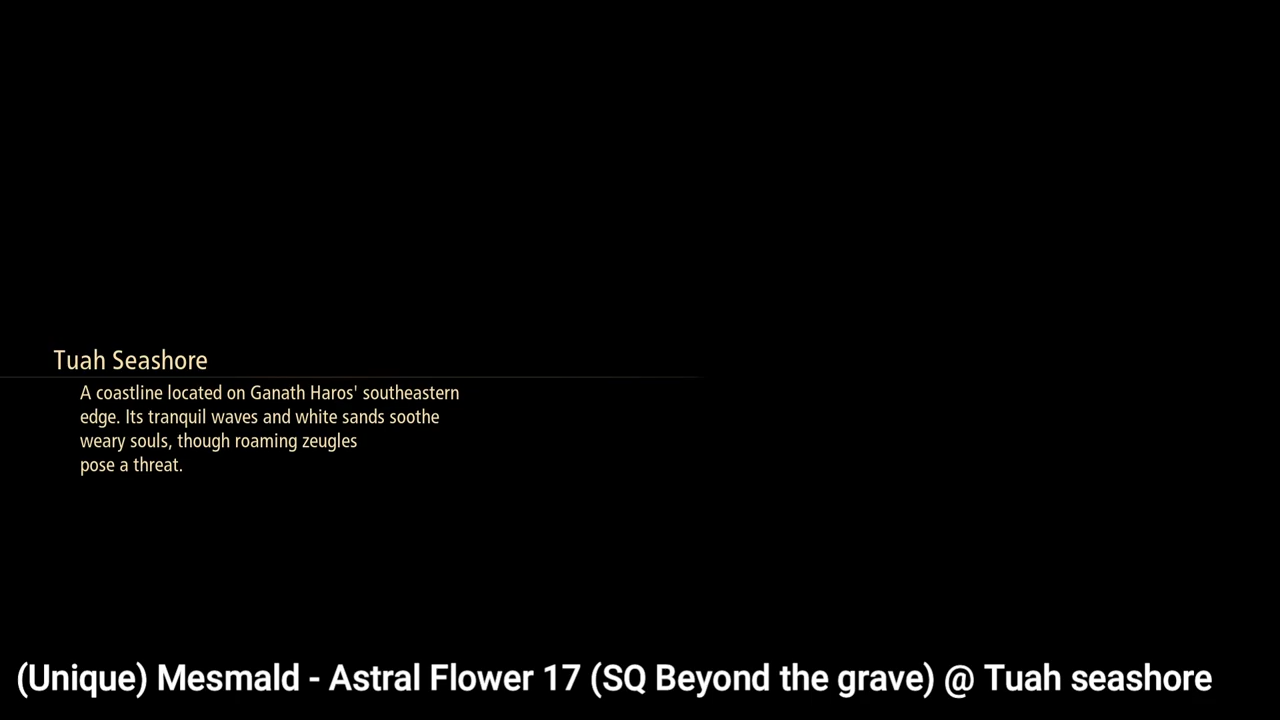 Tuah Seashore
A coastline located on Ganath Haros' southeastern
edge. Its tranquil waves and white sands soothe
weary souls, though roaming zeugles
pose a threat.
(Unique) Mesmald - Astral Flower 17 (SQ Beyond the grave) @ Tuah seashore